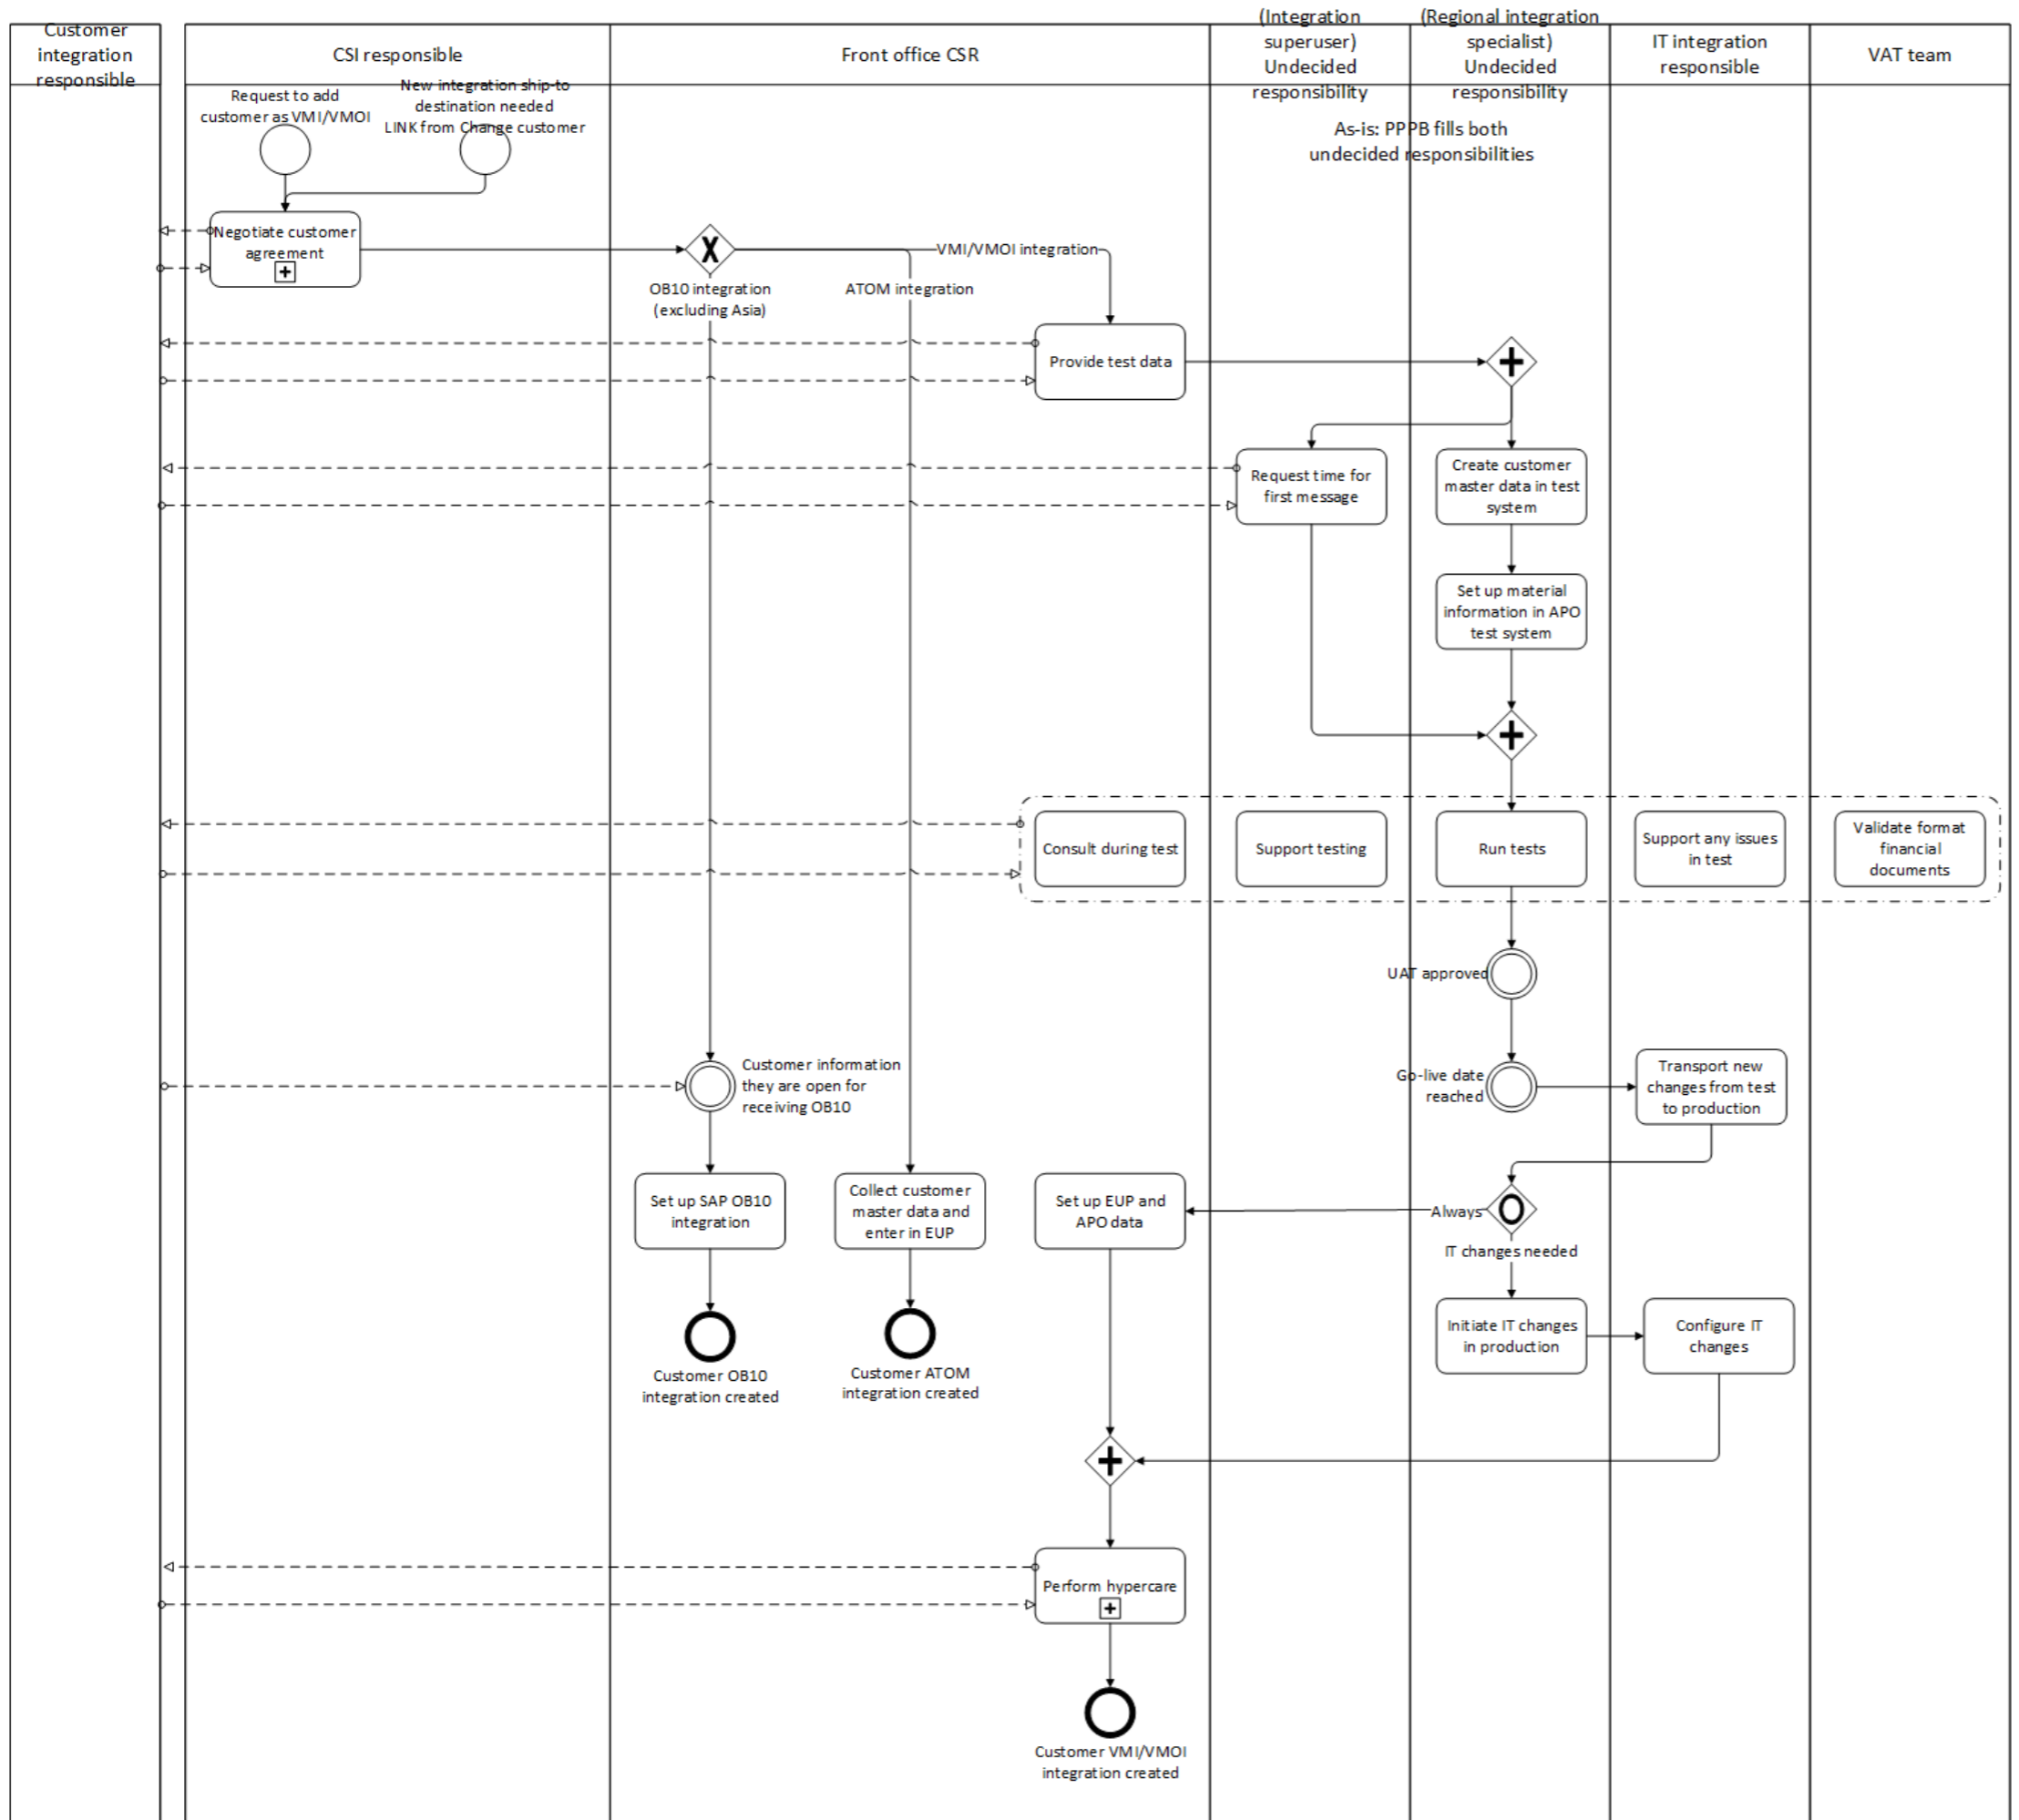 Customer
integration
responsible
CSI responsible
Front office CSR
(Integration
superuser)
Undecided
responsibility
(Regional integration
specialist)
Undecided
responsibility
IT integration
responsible
VAT team
Request to add
customer as VMI/VMOI
New integration ship-to
destination needed
LINK from Change customer
As-is: PPPB fills both
undecided responsibilities
Negotiate customer
agreement
X
VMI/VMOI integration
OB10 integration
(excluding Asia)
ATOM integration
Provide test data
Request time for
first message
Create customer
master data in test
system
Set up material
information in APO
test system
Consult during test
Support testing
Run tests
Support any issues
in test
Validate format
financial
documents
UAT approved
Customer information
they are open for
receiving OB10
Go-live date
reached
Transport new
changes from test
to production
Set up SAP OB10
integration
Collect customer
master data and
enter in EUP
Set up EUP and
APO data
Always
IT changes needed
Initiate IT changes
in production
Configure IT
changes
Customer OB10
integration created
Customer ATOM
integration created
Perform hypercare
Customer VMI/VMOI
integration created